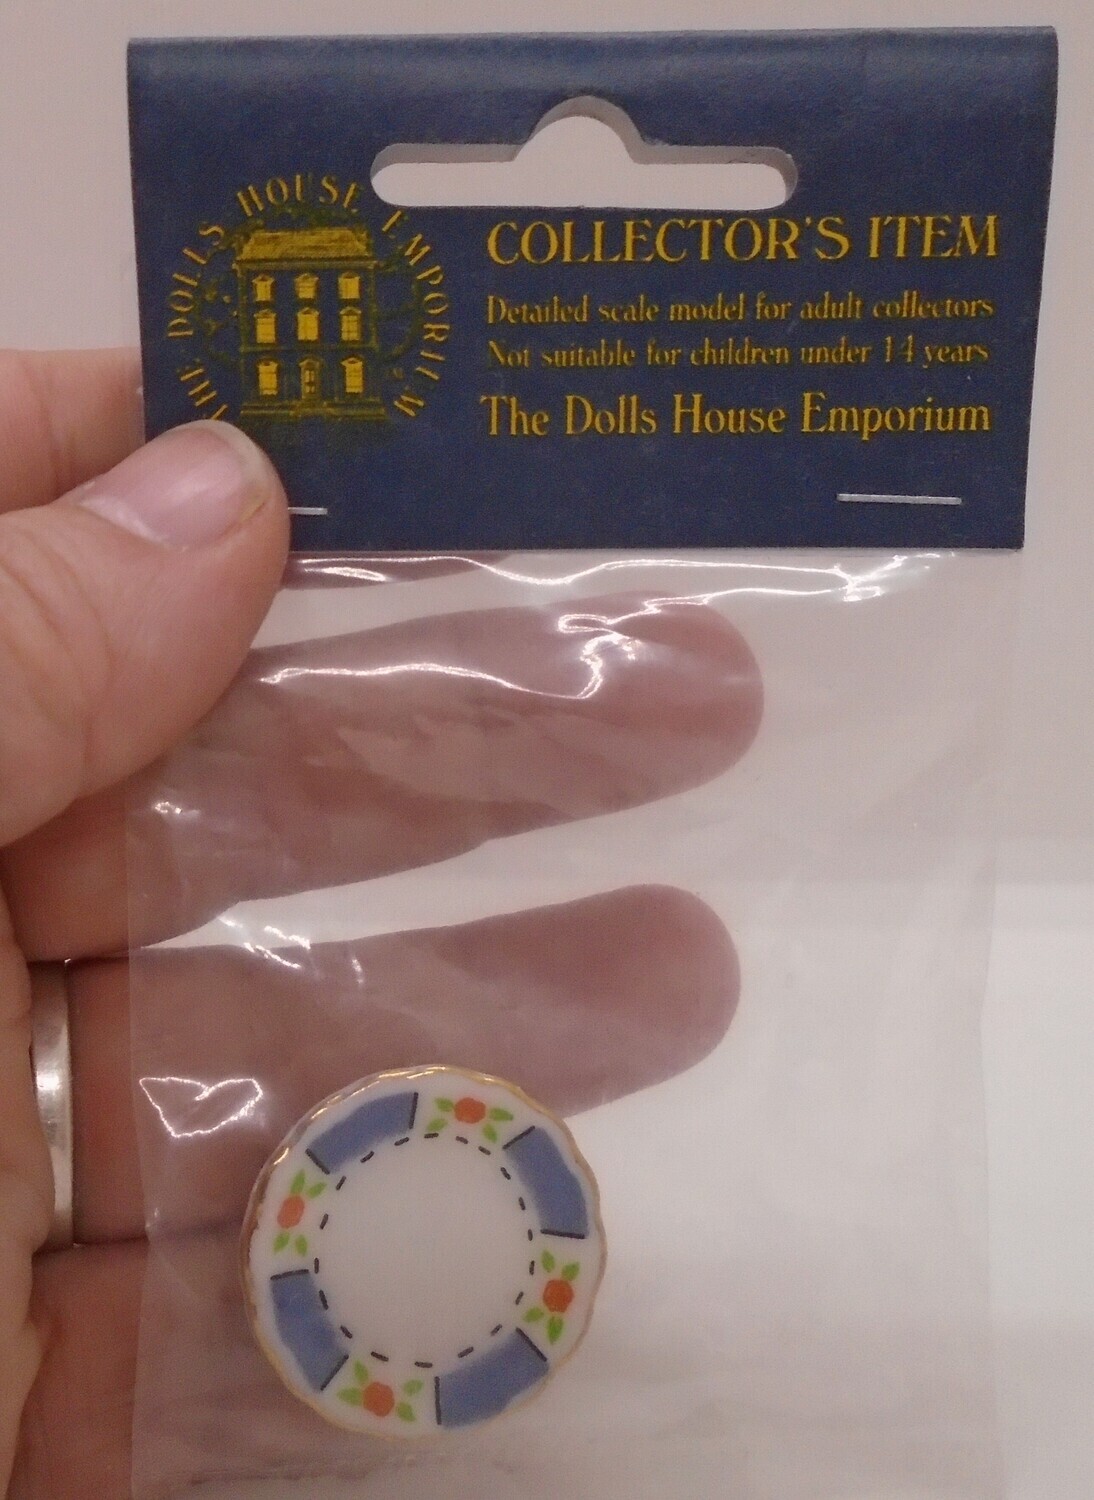 THE DOLLS HOUSE EMPORIUM
COLLECTOR'S ITEM
Detailed scale model for adult collectors
Not suitable for children under 14 years
The Dolls House Emporium